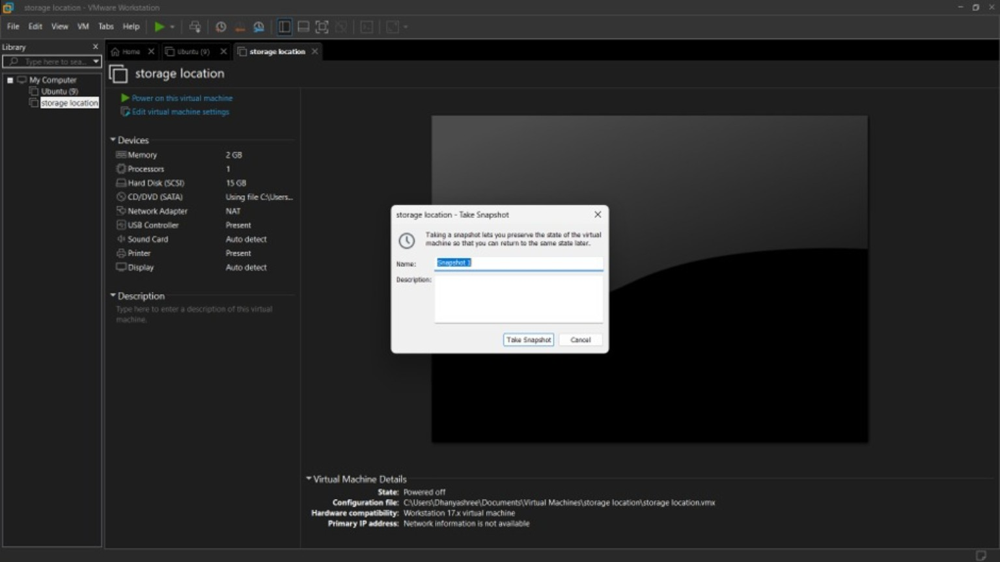 storage location - VMware Workstation
File Edit View VM Tabs Help
Library
Type here to sea...
My Computer
Ubuntu (9)
storage location
Home
Ubuntu (9)
storage location
storage location
Power on this virtual machine
Edit virtual machine settings
Devices
Memory 2 GB
Processors 1
Hard Disk (SCSI) 15 GB
CD/DVD (SATA) Using file C:\Users...
Network Adapter NAT
USB Controller Present
Sound Card Auto detect
Printer Present
Display Auto detect
Description
Type here to enter a description of this virtual
machine.
storage location - Take Snapshot
Taking a snapshot lets you preserve the state of the virtual
machine so that you can return to the same state later.
Name: Snapshot 1
Description:
Take Snapshot Cancel
Virtual Machine Details
State: Powered off
Configuration file: C:\Users\Dhanyashree\Documents\Virtual Machines\storage location\storage location.vmx
Hardware compatibility: Workstation 17.x virtual machine
Primary IP address: Network information is not available